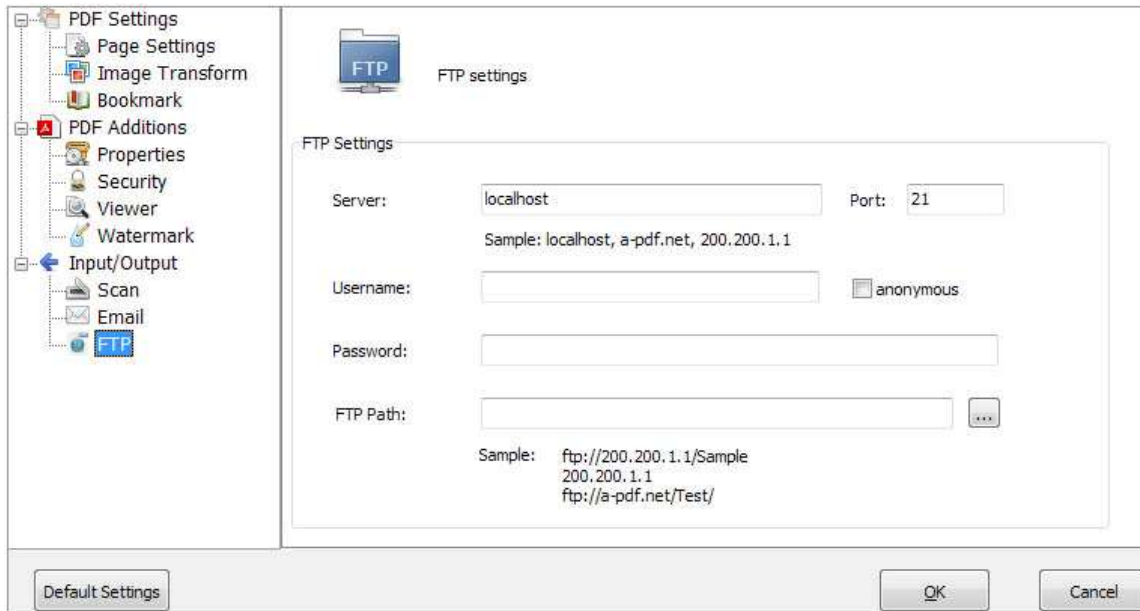 PDF Settings
Page Settings
Image Transform
Bookmark
PDF Additions
Properties
Security
Viewer
Watermark
Input/Output
Scan
Email
FTP
FTP
FTP settings
FTP Settings
Server: localhost Port: 21
Sample: localhost, a-pdf.net, 200.200.1.1
Username: anonymous
Password:
FTP Path: ...
Sample: ftp://200.200.1.1/Sample
200.200.1.1
ftp://a-pdf.net/Test/
Default Settings OK Cancel